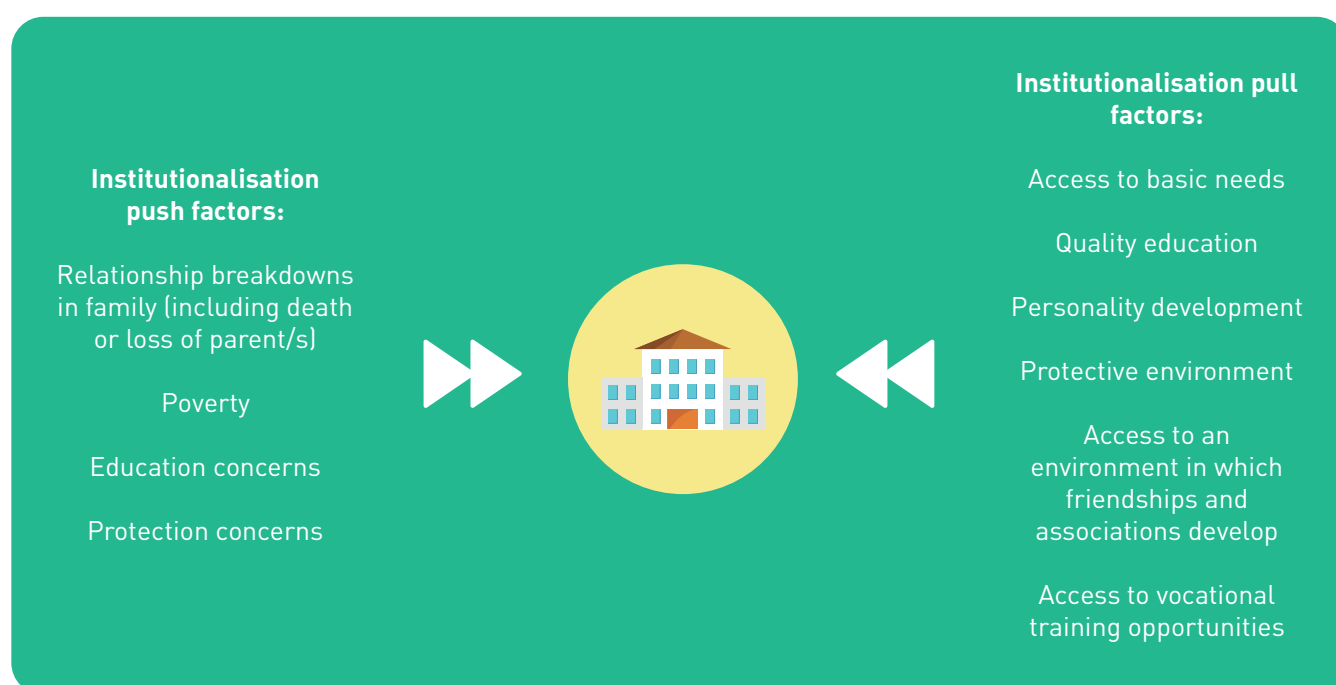 Institutionalisation
push factors:
Relationship breakdowns
in family (including death
or loss of parent/s)
Poverty
Education concerns
Protection concerns
Institutionalisation pull
factors:
Access to basic needs
Quality education
Personality development
Protective environment
Access to an
environment in which
friendships and
associations develop
Access to vocational
training opportunities